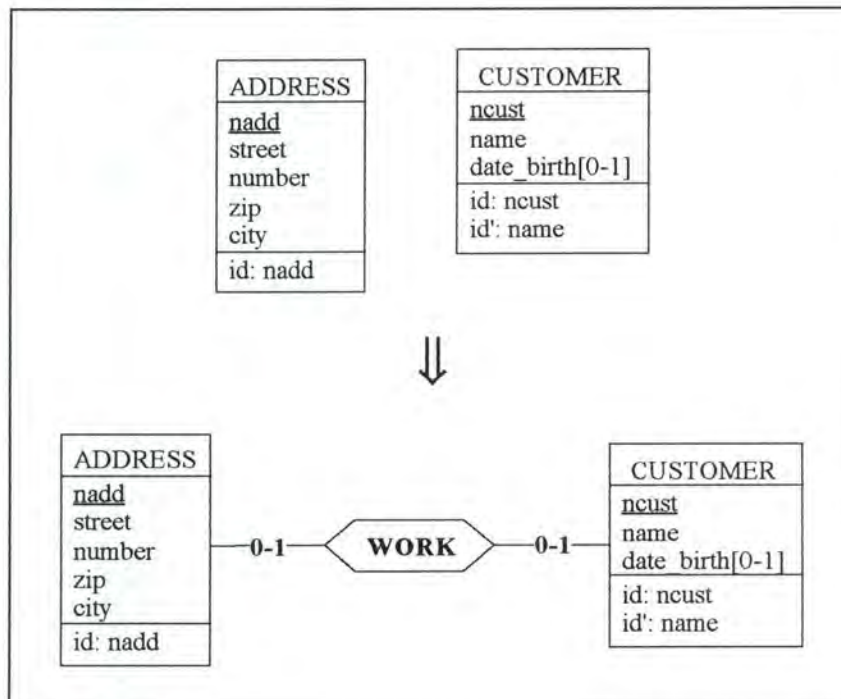 ADDRESS
nadd
street
number
zip
city
id: nadd
CUSTOMER
ncust
name
date_birth[0-1]
id: ncust
id': name
⇓
ADDRESS
nadd
street
number
zip
city
id: nadd
0-1
WORK
0-1
CUSTOMER
ncust
name
date_birth[0-1]
id: ncust
id': name